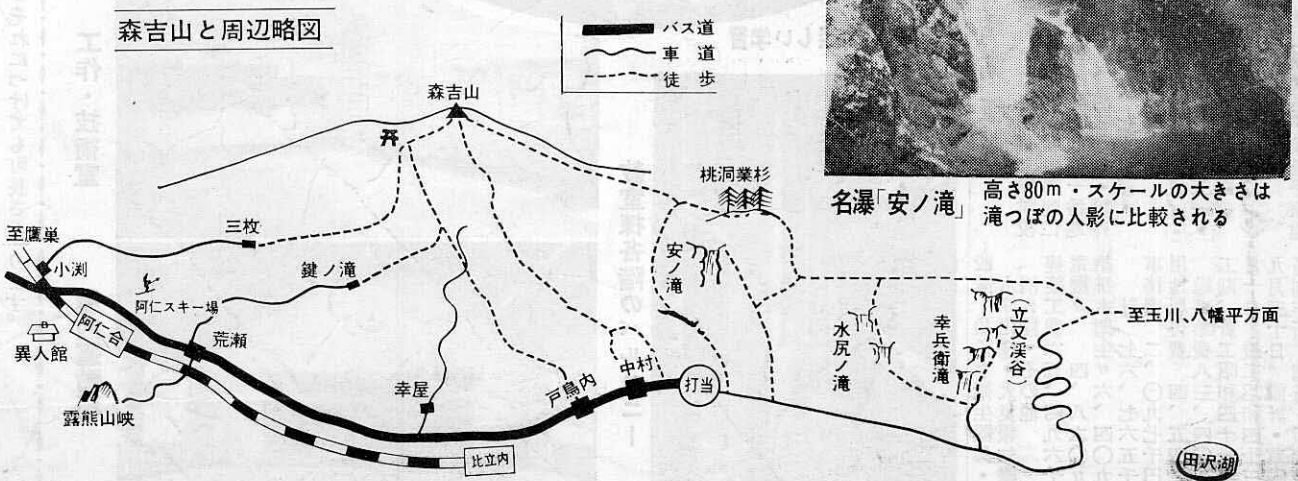 森吉山と周辺略図
バス道
車道
徒歩
森吉山
桃洞業杉
名瀑「安ノ滝」
高さ80m・スケールの大きさは
滝つぼの人影に比較される
至鷹巣
小渕
三枚
鍵ノ滝
阿仁スキー場
阿仁合
異人館
荒瀬
露熊山峡
幸屋
比立内
戸鳥内
中村
打当
安ノ滝
水尻ノ滝
幸兵衛滝
（立又渓谷）
至玉川、八幡平方面
田沢湖